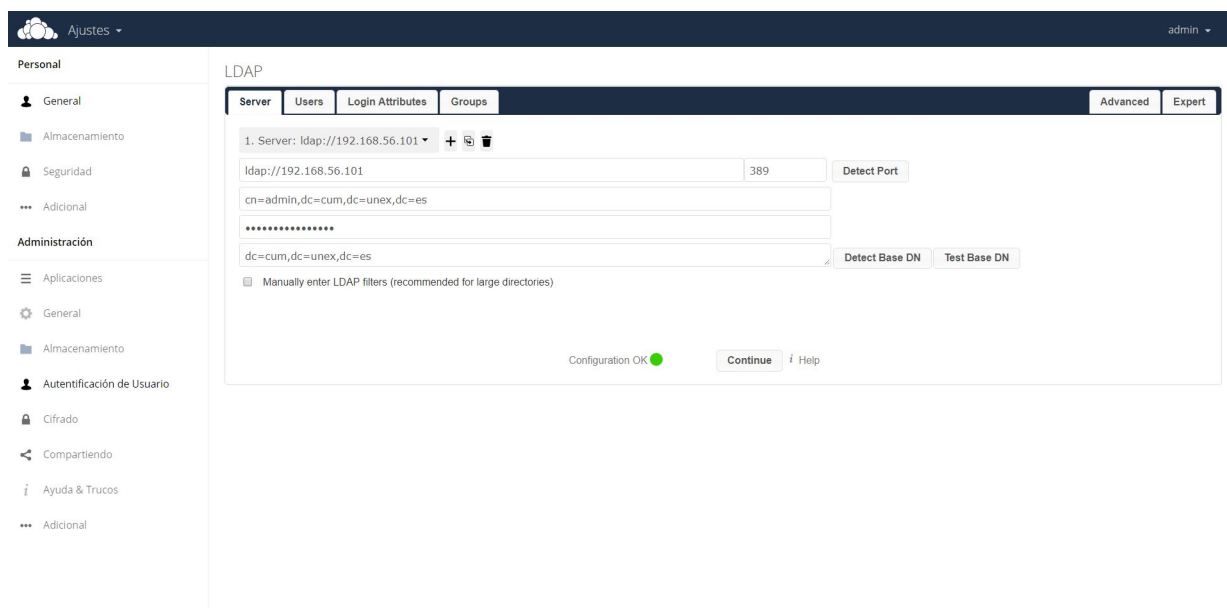 Ajustes
admin
Personal
General
Almacenamiento
Seguridad
Adicional
Administración
Aplicaciones
General
Almacenamiento
Autentificación de Usuario
Cifrado
Compartiendo
Ayuda & Trucos
Adicional
LDAP
Server Users Login Attributes Groups Advanced Expert
1. Server: ldap://192.168.56.101
ldap://192.168.56.101 389 Detect Port
cn=admin,dc=cum,dc=unex,dc=es
••••••••••••••••
dc=cum,dc=unex,dc=es Detect Base DN Test Base DN
Manually enter LDAP filters (recommended for large directories)
Configuration OK Continue i Help